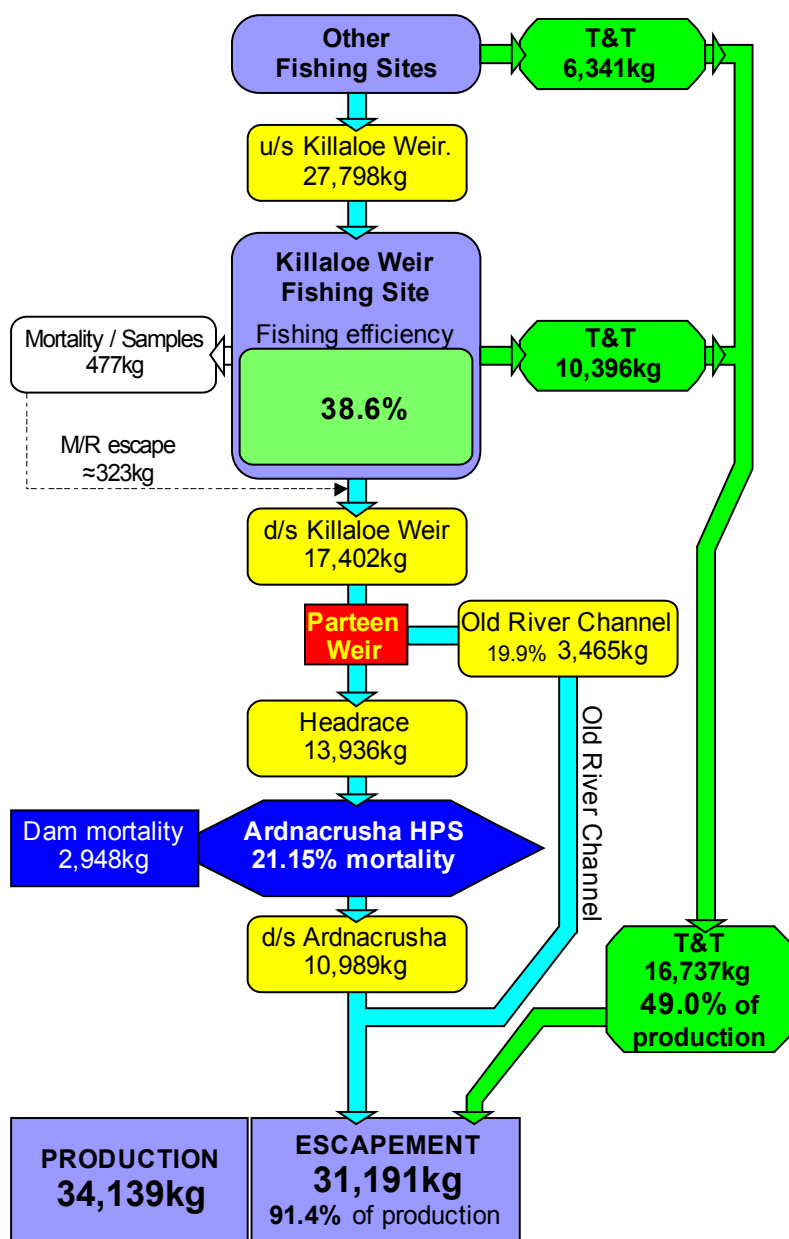 Other
Fishing Sites
T&T
6,341kg
u/s Killaloe Weir.
27,798kg
Killaloe Weir
Fishing Site
Fishing efficiency
38.6%
Mortality / Samples
477kg
T&T
10,396kg
M/R escape
≈323kg
d/s Killaloe Weir
17,402kg
Parteen
Weir
Old River Channel
19.9% 3,465kg
Headrace
13,936kg
Old River Channel
Dam mortality
2,948kg
Ardnacrusha HPS
21.15% mortality
d/s Ardnacrusha
10,989kg
T&T
16,737kg
49.0% of
production
PRODUCTION
34,139kg
ESCAPEMENT
31,191kg
91.4% of production